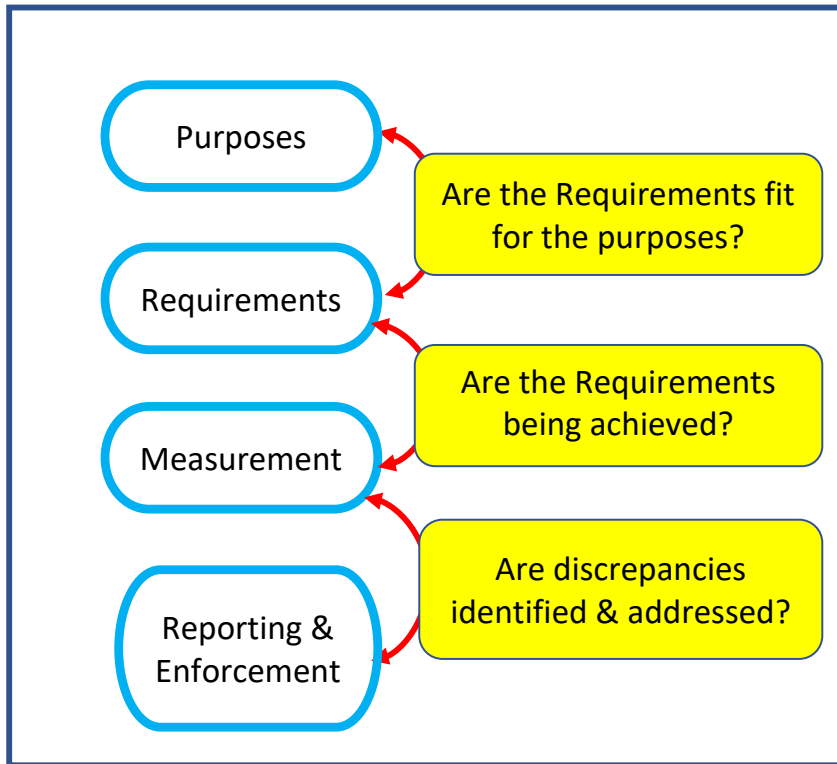 Purposes
Are the Requirements fit
for the purposes?
Requirements
Are the Requirements
being achieved?
Measurement
Are discrepancies
identified & addressed?
Reporting &
Enforcement